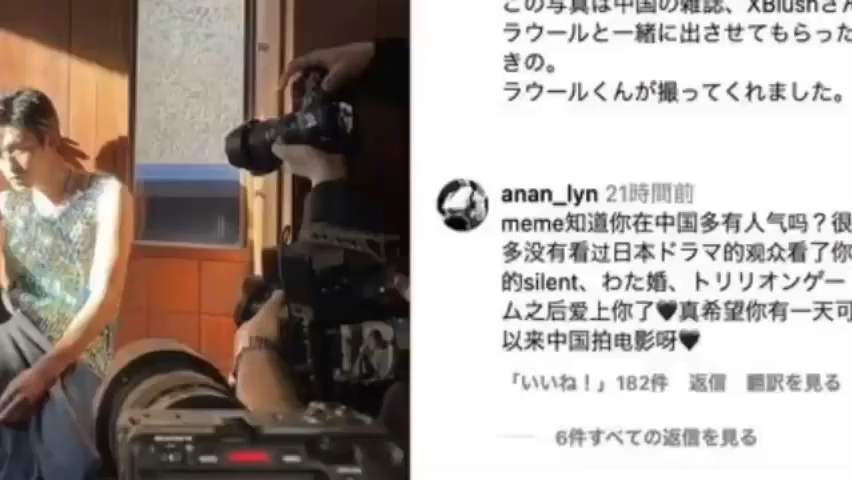 この写真は中国の雑誌、XBlushさん
ラウールと一緒に出させてもらった
きの。
ラウールくんが撮ってくれました。
anan_lyn 21時間前
meme知道你在中国多有人气吗？很
多没有看过日本ドラマ的观众看了你
的silent、わた婚、トリリオンゲー
ム之后爱上你了🖤真希望你有一天可
以来中国拍电影呀🖤
「いいね！」182件 返信 翻訳を見る
6件すべての返信を見る